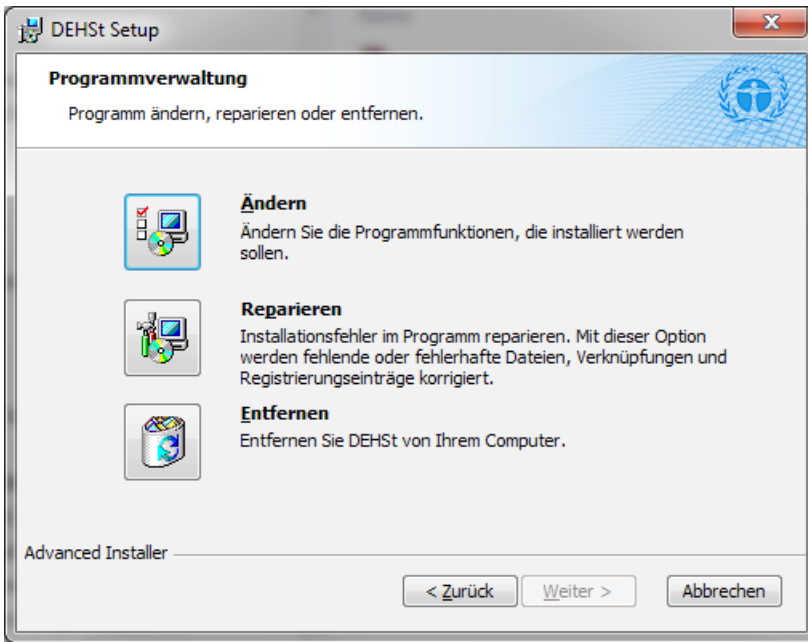 DEHSt Setup
Programmverwaltung
Programm ändern, reparieren oder entfernen.
Ändern
Ändern Sie die Programmfunktionen, die installiert werden
sollen.
Reparieren
Installationsfehler im Programm reparieren. Mit dieser Option
werden fehlende oder fehlerhafte Dateien, Verknüpfungen und
Registrierungseinträge korrigiert.
Entfernen
Entfernen Sie DEHSt von Ihrem Computer.
Advanced Installer
< Zurück
Weiter >
Abbrechen